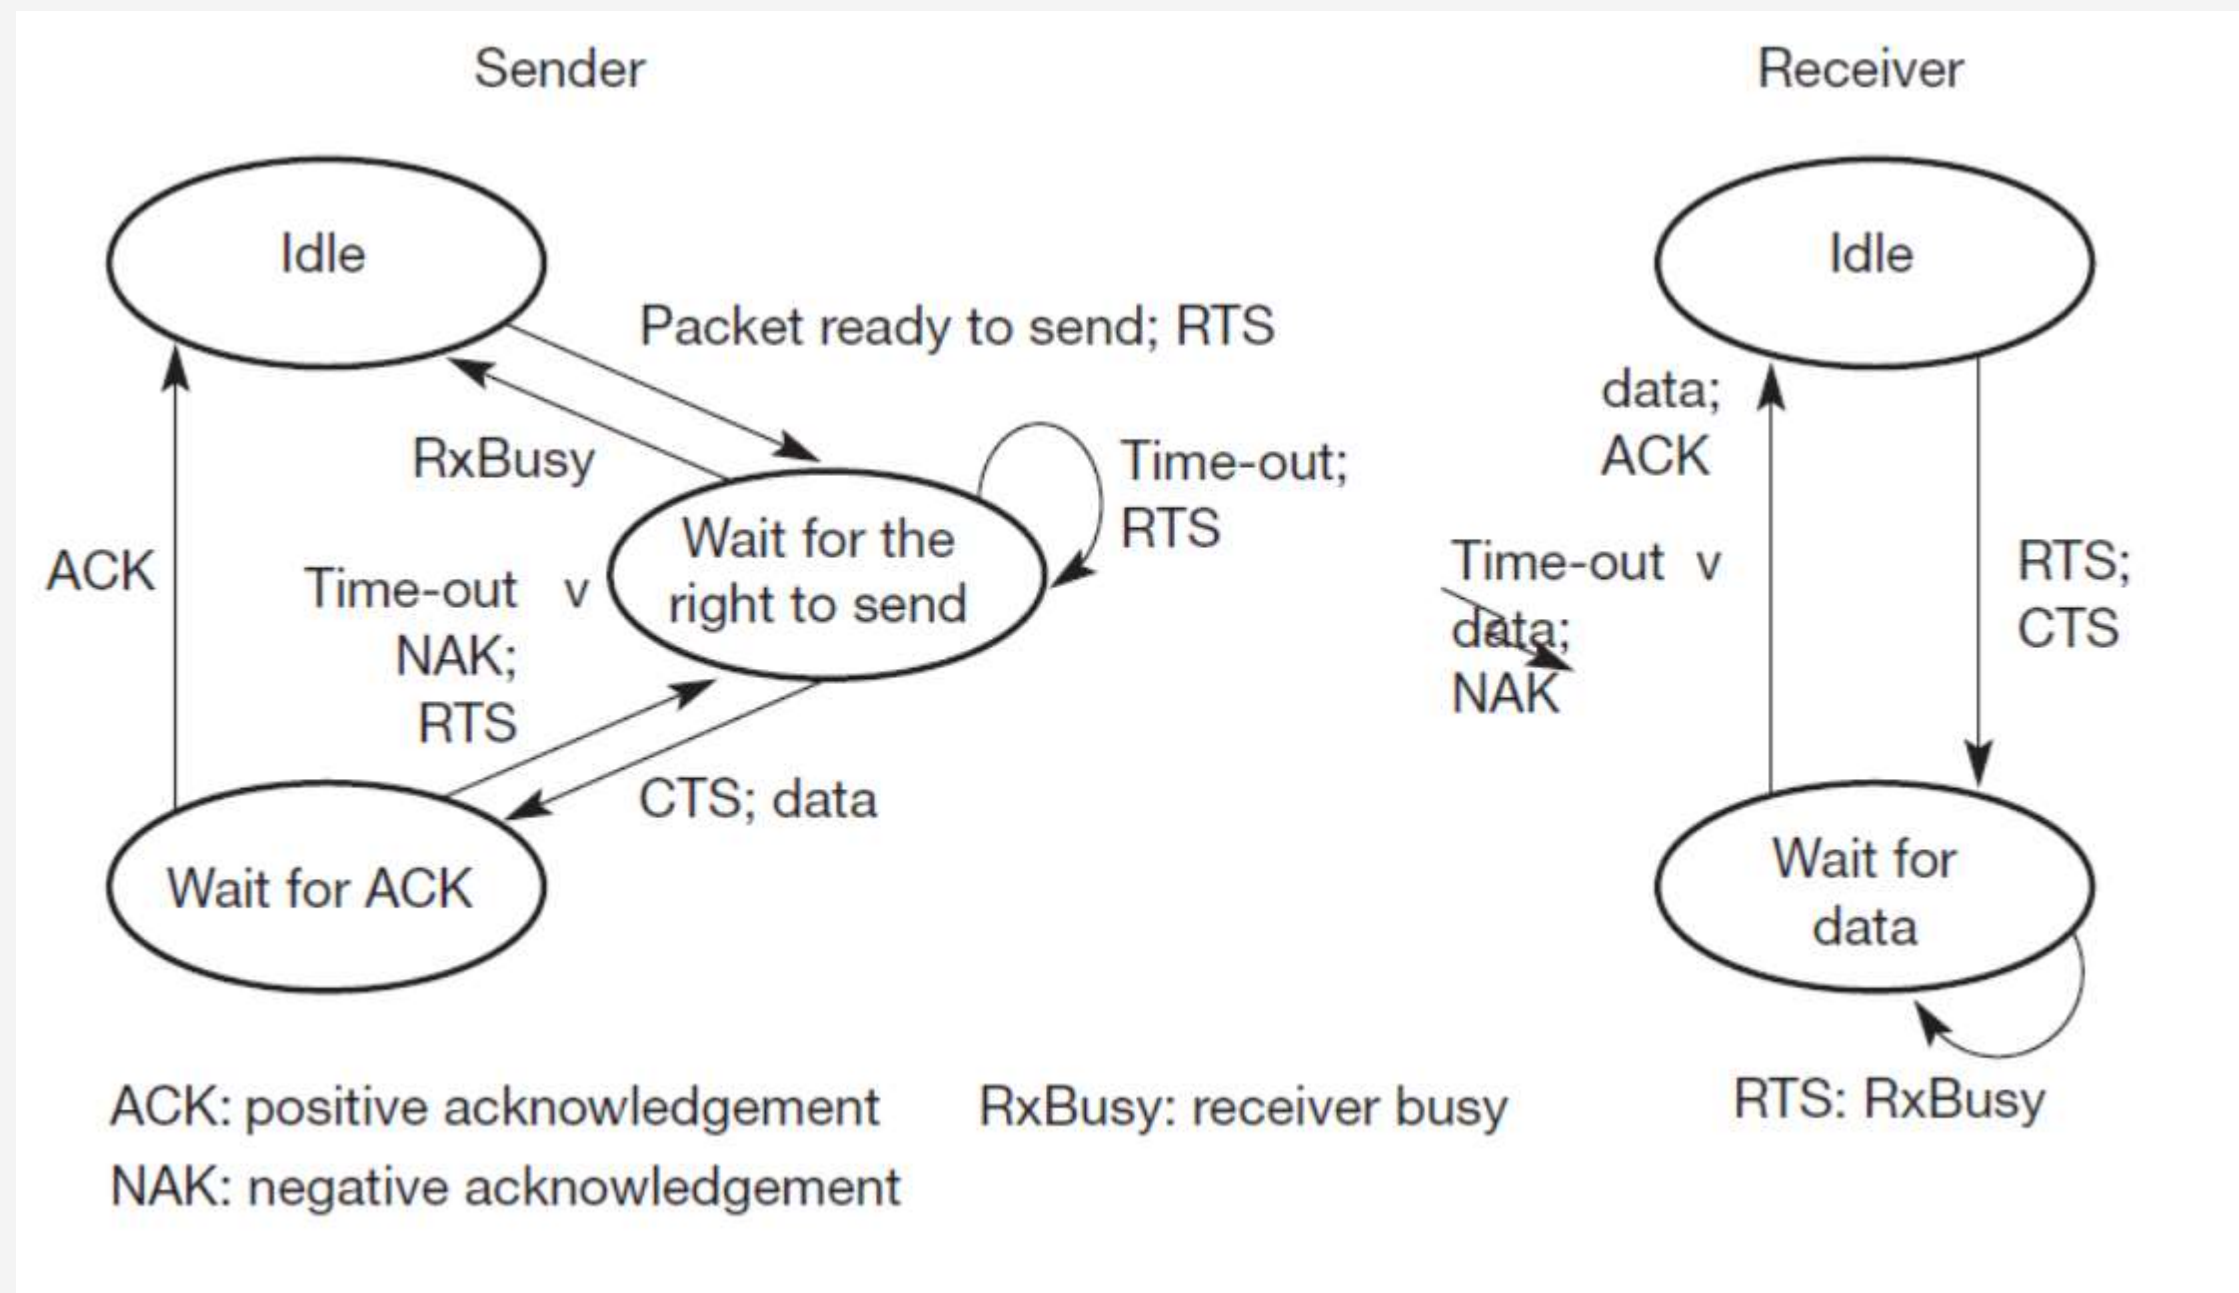 Sender
Receiver
Idle
Idle
Packet ready to send; RTS
data;
ACK
RxBusy
Time-out;
RTS
Wait for the
right to send
ACK
Time-out v
NAK;
RTS
Time-out v
data;
NAK
RTS;
CTS
CTS; data
Wait for ACK
Wait for
data
RTS: RxBusy
ACK: positive acknowledgement
RxBusy: receiver busy
NAK: negative acknowledgement